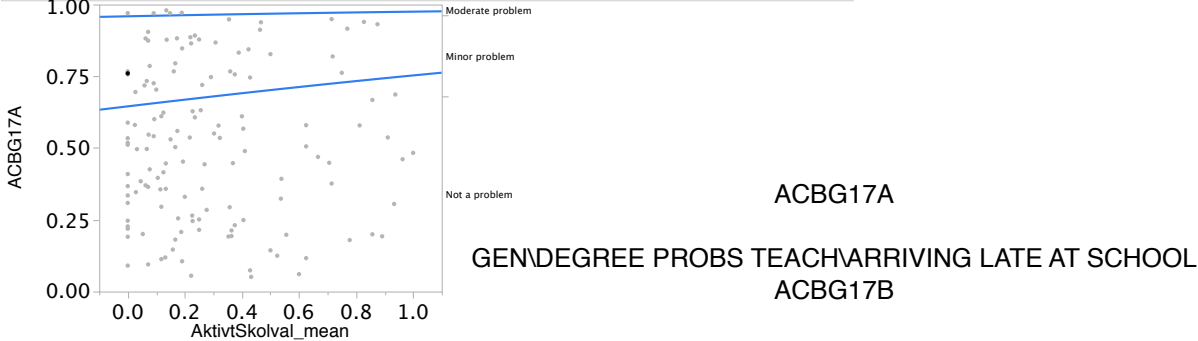 1.00
Moderate problem
Minor problem
0.75
ACBG17A
0.50
Not a problem
ACBG17A
0.25
GEN\DEGREE PROBS TEACH\ARRIVING LATE AT SCHOOL
ACBG17B
0.00
0.0 0.2 0.4 0.6 0.8 1.0
AktivtSkolval_mean